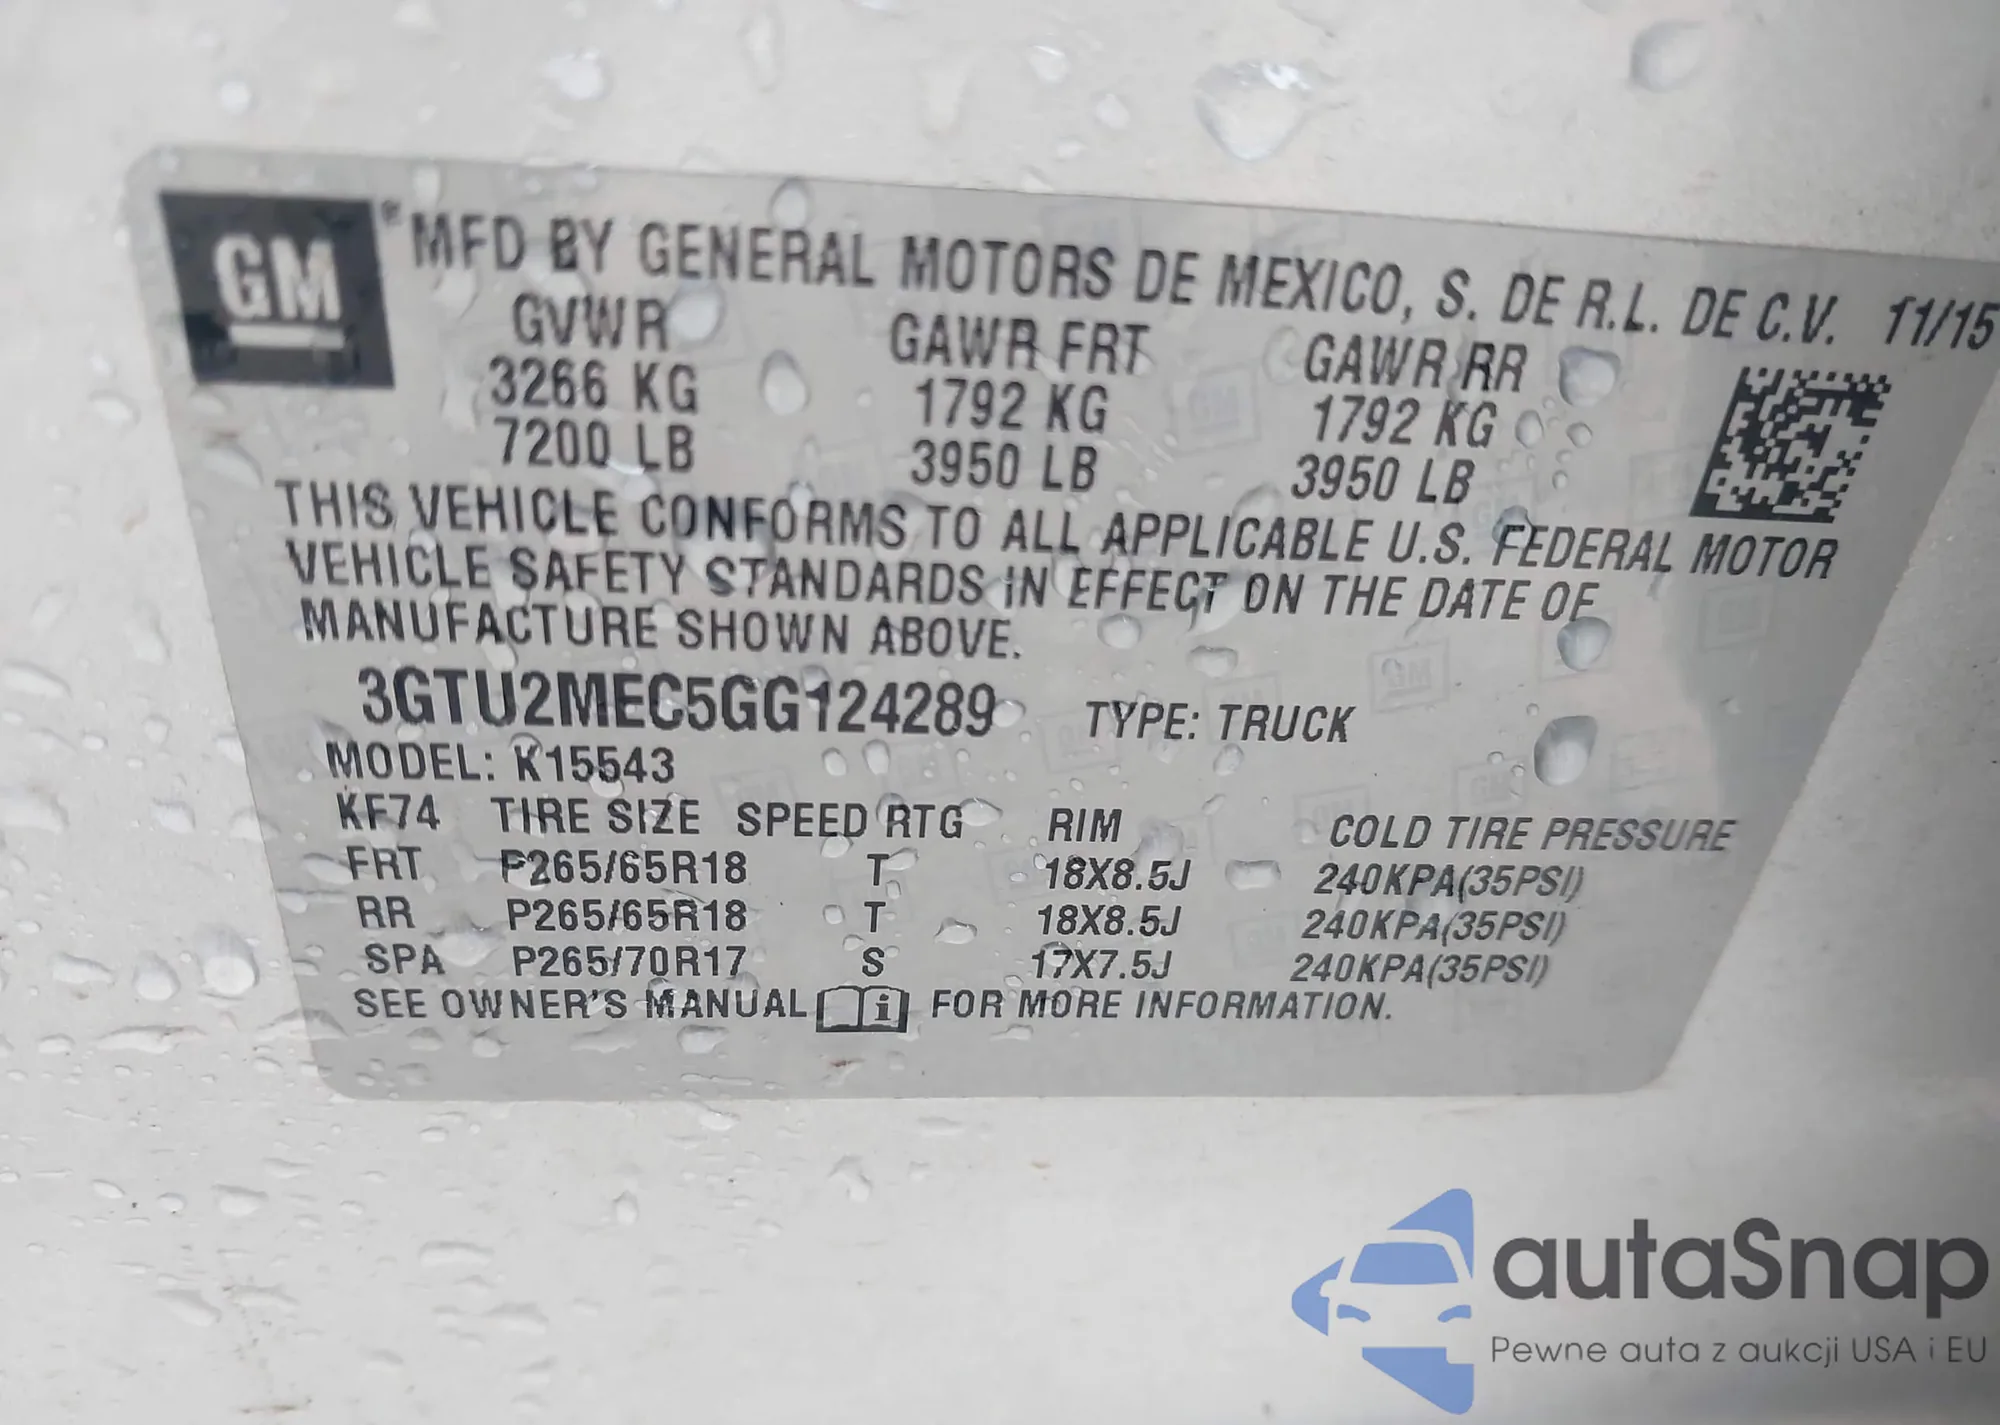 GM ® MFD BY GENERAL MOTORS DE MEXICO, S. DE R.L. DE C.V. 11/15
GVWR GAWR FRT GAWR RR
3266 KG 1792 KG 1792 KG
7200 LB 3950 LB 3950 LB
THIS VEHICLE CONFORMS TO ALL APPLICABLE U.S. FEDERAL MOTOR
VEHICLE SAFETY STANDARDS IN EFFECT ON THE DATE OF
MANUFACTURE SHOWN ABOVE.
3GTU2MEC5GG124289 TYPE: TRUCK
MODEL: K15543
KF74 TIRE SIZE SPEED RTG RIM COLD TIRE PRESSURE
FRT P265/65R18 T 18X8.5J 240KPA(35PSI)
RR P265/65R18 T 18X8.5J 240KPA(35PSI)
SPA P265/70R17 S 17X7.5J 240KPA(35PSI)
SEE OWNER'S MANUAL i FOR MORE INFORMATION.
autaSnap
Pewne auta z aukcji USA i EU